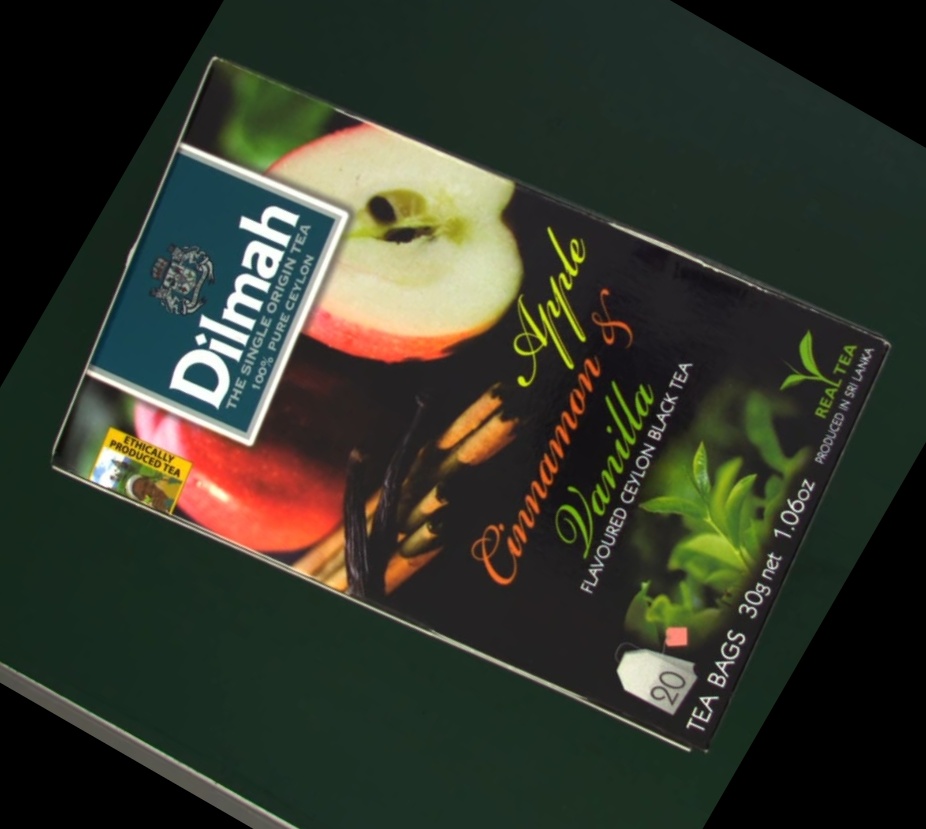 Dilmah
THE SINGLE ORIGIN TEA
100% PURE CEYLON
ETHICALLY
PRODUCED TEA
Apple
Cinnamon &
Vanilla
FLAVOURED CEYLON BLACK TEA
REAL TEA
PRODUCED IN SRI LANKA
20
TEA BAGS 30g net 1.06oz